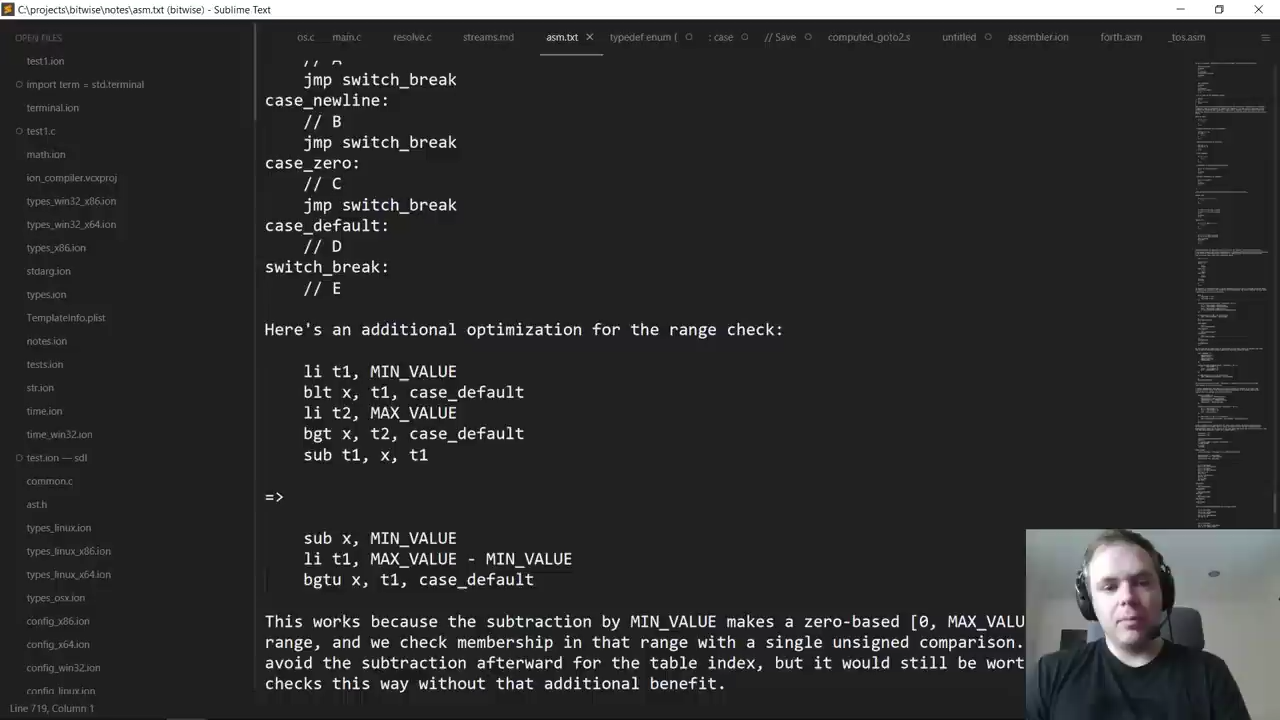 C:\projects\bitwise\notes\asm.txt (bitwise) - Sublime Text
OPEN FILES
os.c main.c resolve.c streams.md asm.txt typedef enum { : case // Save computed_goto2.s untitled assembler.ion forth.asm _tos.asm
test1.ion
import term = std.terminal
terminal.ion
test1.c
math.ion
ion_compiler.vcxproj
types_win32_x86.ion
types_win32_x64.ion
types_x86.ion
stdarg.ion
types.ion
TemplateInfo.plist
notes.ion
tests.ion
str.ion
time.ion
time_win32.ion
test.ion — sdl
common.c
ast.h
types_linux.ion
types_linux_x86.ion
types_linux_x64.ion
types_osx.ion
config_x86.ion
config_x64.ion
config_win32.ion
config_linux.ion
// A
jmp switch_break
case_newline:
// B
jmp switch_break
case_zero:
// C
jmp switch_break
case_default:
// D
switch_break:
// E
Here's an additional optimization for the range check:
li t1, MIN_VALUE
blt x, t1, case_default
li t2, MAX_VALUE
bgt x, t2, case_default
sub t1, x, t1
=>
sub x, MIN_VALUE
li t1, MAX_VALUE - MIN_VALUE
bgtu x, t1, case_default
This works because the subtraction by MIN_VALUE makes a zero-based [0, MAX_VALU
range, and we check membership in that range with a single unsigned comparison.
avoid the subtraction afterward for the table index, but it would still be wort
checks this way without that additional benefit.
Line 719, Column 1